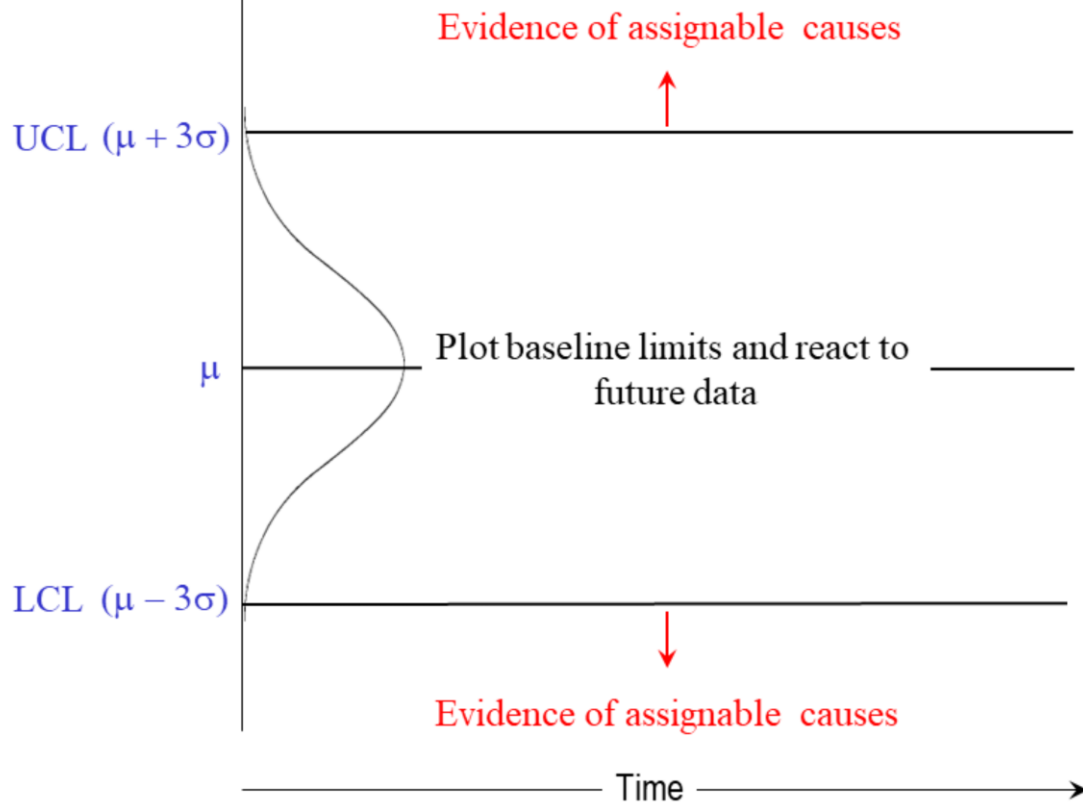 Evidence of assignable causes
UCL (μ + 3σ)
Plot baseline limits and react to
μ
future data
LCL (μ − 3σ)
Evidence of assignable causes
Time